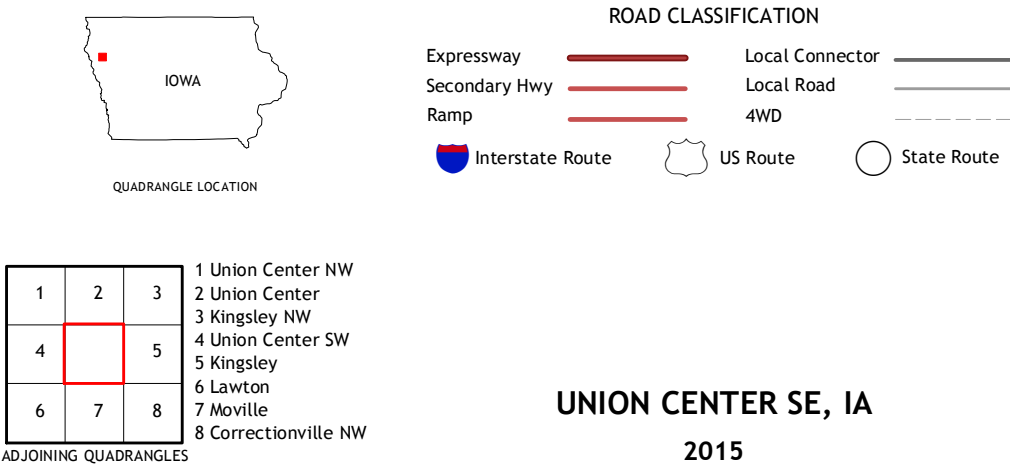 IOWA
QUADRANGLE LOCATION
ROAD CLASSIFICATION
Expressway
Local Connector
Secondary Hwy
Local Road
Ramp
4WD
Interstate Route
US Route
State Route
1 2 3
4 5
6 7 8
ADJOINING QUADRANGLES
1 Union Center NW
2 Union Center
3 Kingsley NW
4 Union Center SW
5 Kingsley
6 Lawton
7 Moville
8 Correctionville NW
UNION CENTER SE, IA
2015